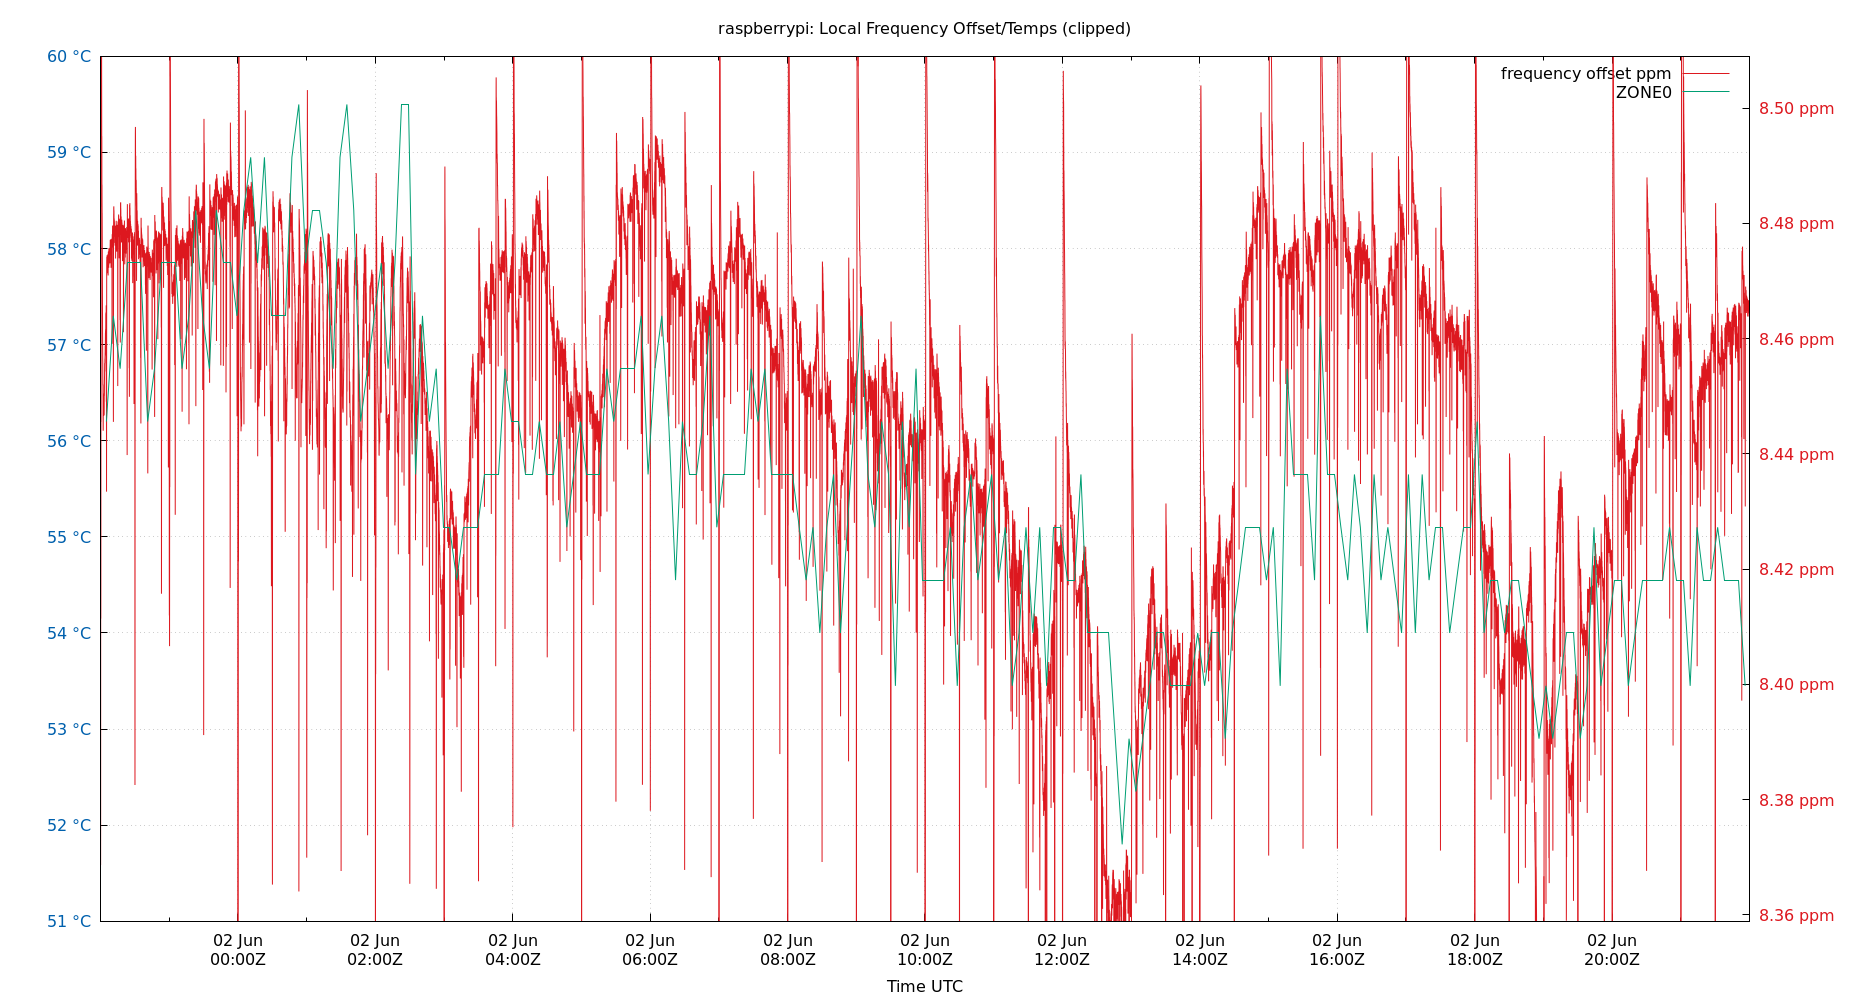 raspberrypi: Local Frequency Offset/Temps (clipped)
frequency offset ppm
ZONE0
60 °C
59 °C
58 °C
57 °C
56 °C
55 °C
54 °C
53 °C
52 °C
51 °C
8.50 ppm
8.48 ppm
8.46 ppm
8.44 ppm
8.42 ppm
8.40 ppm
8.38 ppm
8.36 ppm
02 Jun 02 Jun 02 Jun 02 Jun 02 Jun 02 Jun 02 Jun 02 Jun 02 Jun 02 Jun 02 Jun
00:00Z 02:00Z 04:00Z 06:00Z 08:00Z 10:00Z 12:00Z 14:00Z 16:00Z 18:00Z 20:00Z
Time UTC